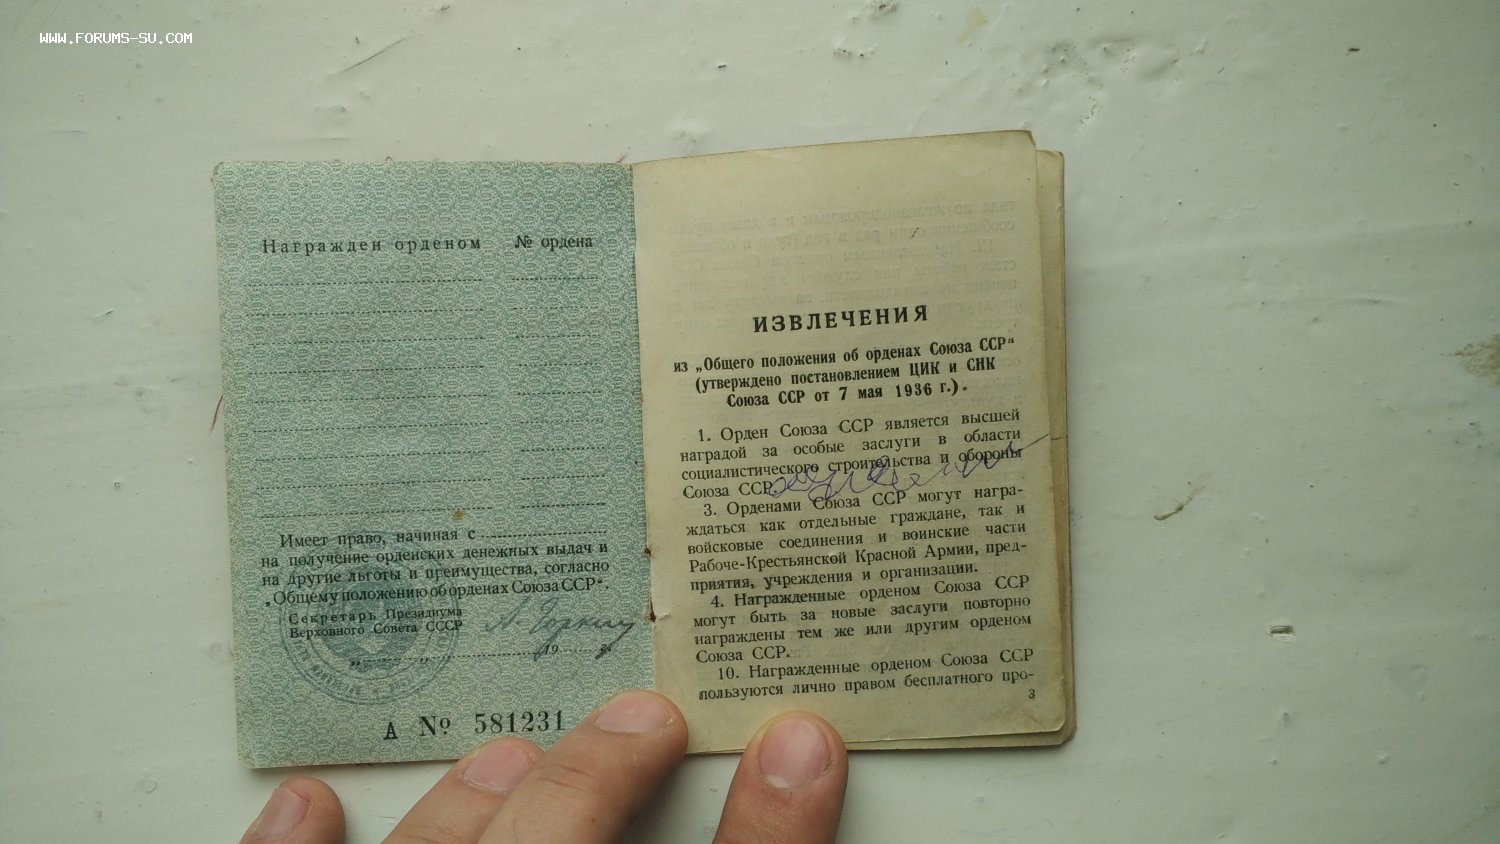 WWW.FORUMS-SU.COM
Награжден орденом № ордена
Имеет право, начиная с
на получение орденских денежных выдач и
на другие льготы и преимущества, согласно
„Общему положению об орденах Союза ССР“.
Секретарь Президиума
Верховного Совета СССР
А. Горкин
„ “ 19 г.
А № 581231
ИЗВЛЕЧЕНИЯ
из „Общего положения об орденах Союза ССР“
(утверждено постановлением ЦИК и СНК
Союза ССР от 7 мая 1936 г.).
1. Орден Союза ССР является высшей
наградой за особые заслуги в области
социалистического строительства и обороны
Союза ССР.
3. Орденами Союза ССР могут награ-
ждаться как отдельные граждане, так и
войсковые соединения и воинские части
Рабоче-Крестьянской Красной Армии, пред-
приятия, учреждения и организации.
4. Награжденные орденом Союза ССР
могут быть за новые заслуги повторно
награждены тем же или другим орденом
Союза ССР.
10. Награжденные орденом Союза ССР
пользуются лично правом бесплатного про-
3